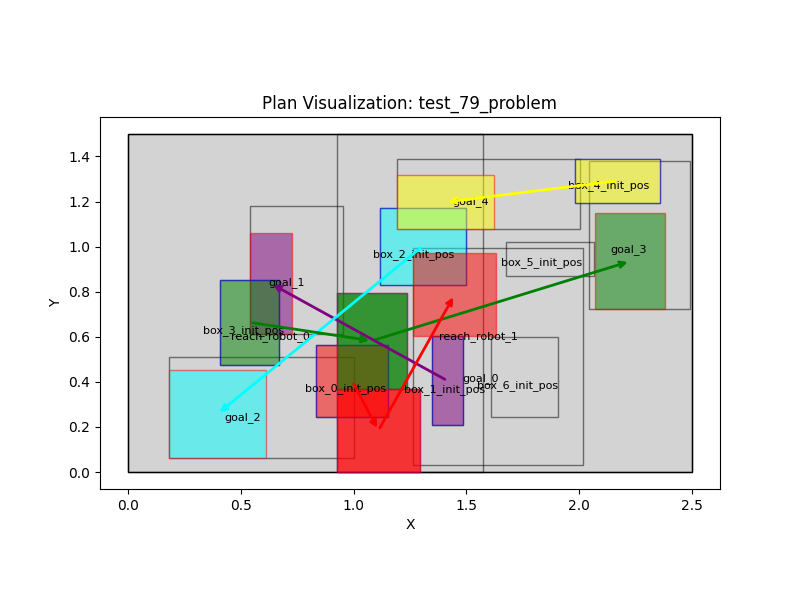 Plan Visualization: test_79_problem
1.4
1.2
1.0
0.8
0.6
0.4
0.2
0.0
Y
box_4_init_pos
goal_4
goal_3
box_2_init_pos
box_5_init_pos
goal_1
box_3_init_pos
reach_robot_0
reach_robot_1
goal_0
box_0_init_pos
box_1_init_pos
box_6_init_pos
goal_2
0.0
0.5
1.0
1.5
2.0
2.5
X